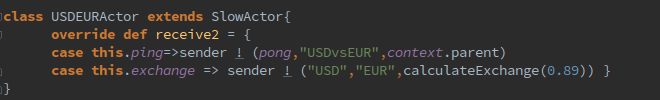 class USDEURActor extends SlowActor{
override def receive2 = {
case this.ping=>sender ! (pong,"USDvsEUR",context.parent)
case this.exchange => sender ! ("USD","EUR",calculateExchange(0.89)) }
}